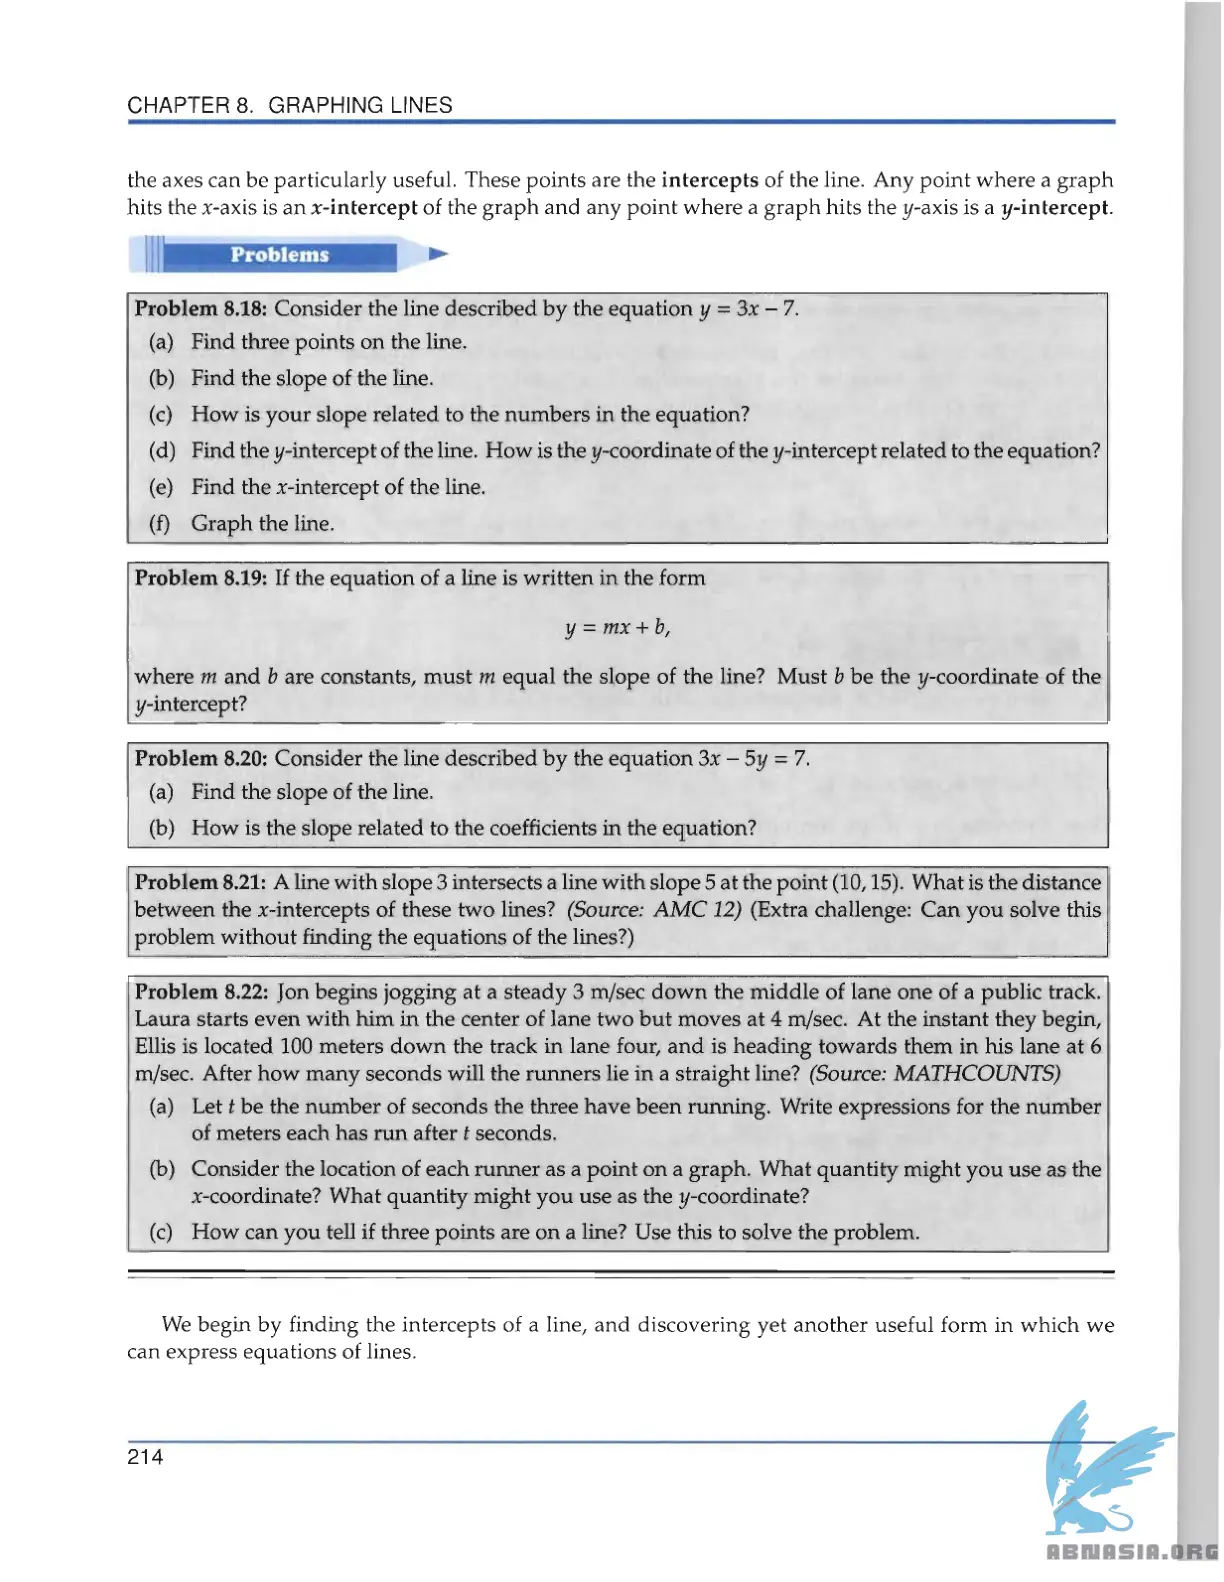 CHAPTER 8. GRAPHING LINES
the axes can be particularly useful. These points are the intercepts of the line. Any point where a graph
hits the x-axis is an x-intercept of the graph and any point where a graph hits the y-axis is a y-intercept.
Problems
Problem 8.18: Consider the line described by the equation y = 3x – 7.
(a) Find three points on the line.
(b) Find the slope of the line.
(c) How is your slope related to the numbers in the equation?
(d) Find the y-intercept of the line. How is the y-coordinate of the y-intercept related to the equation?
(e) Find the x-intercept of the line.
(f) Graph the line.
Problem 8.19: If the equation of a line is written in the form
y = mx + b,
where m and b are constants, must m equal the slope of the line? Must b be the y-coordinate of the
y-intercept?
Problem 8.20: Consider the line described by the equation 3x – 5y = 7.
(a) Find the slope of the line.
(b) How is the slope related to the coefficients in the equation?
Problem 8.21: A line with slope 3 intersects a line with slope 5 at the point (10, 15). What is the distance
between the x-intercepts of these two lines? (Source: AMC 12) (Extra challenge: Can you solve this
problem without finding the equations of the lines?)
Problem 8.22: Jon begins jogging at a steady 3 m/sec down the middle of lane one of a public track.
Laura starts even with him in the center of lane two but moves at 4 m/sec. At the instant they begin,
Ellis is located 100 meters down the track in lane four, and is heading towards them in his lane at 6
m/sec. After how many seconds will the runners lie in a straight line? (Source: MATHCOUNTS)
(a) Let t be the number of seconds the three have been running. Write expressions for the number
of meters each has run after t seconds.
(b) Consider the location of each runner as a point on a graph. What quantity might you use as the
x-coordinate? What quantity might you use as the y-coordinate?
(c) How can you tell if three points are on a line? Use this to solve the problem.
We begin by finding the intercepts of a line, and discovering yet another useful form in which we
can express equations of lines.
214
ABNASIA.ORG